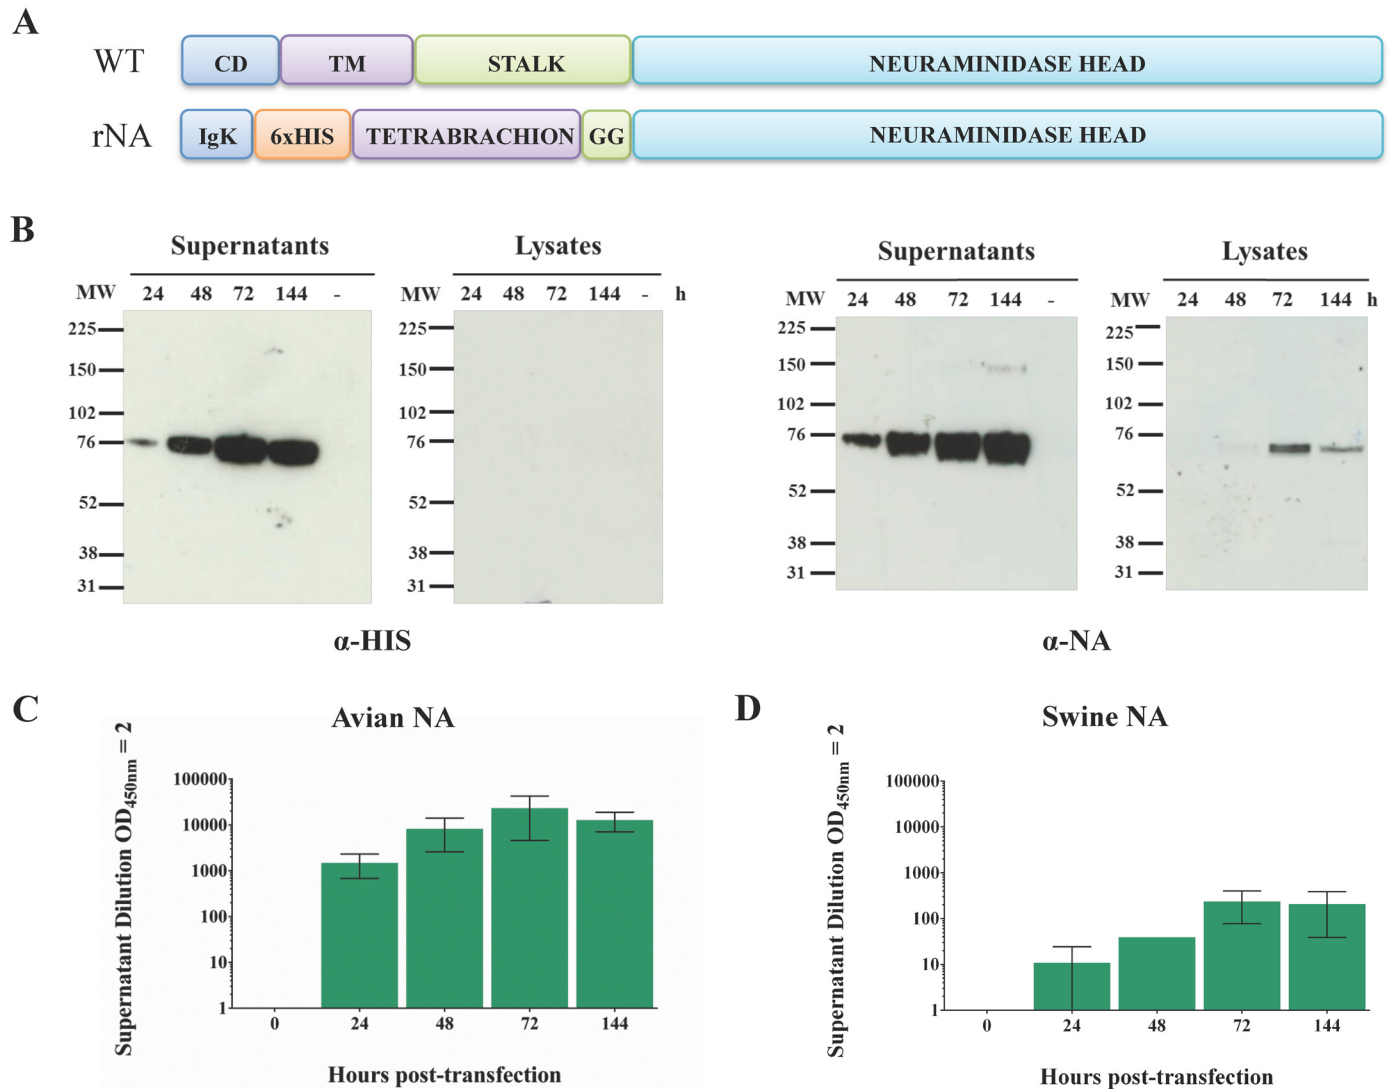 A
WT CD TM STALK NEURAMINIDASE HEAD
rNA IgK 6xHIS TETRABRACHION GG NEURAMINIDASE HEAD
B
Supernatants Lysates
MW 24 48 72 144 - MW 24 48 72 144 - h
225 225
150 150
102 102
76 76
52 52
38 38
31 31
α-HIS
Supernatants Lysates
MW 24 48 72 144 - MW 24 48 72 144 h
225 225
150 150
102 102
76 76
52 52
38 38
31 31
α-NA
C
Avian NA
Supernatant Dilution OD450nm = 2
100000
10000
1000
100
10
1
0 24 48 72 144
Hours post-transfection
D
Swine NA
Supernatant Dilution OD450nm = 2
100000
10000
1000
100
10
1
0 24 48 72 144
Hours post-transfection